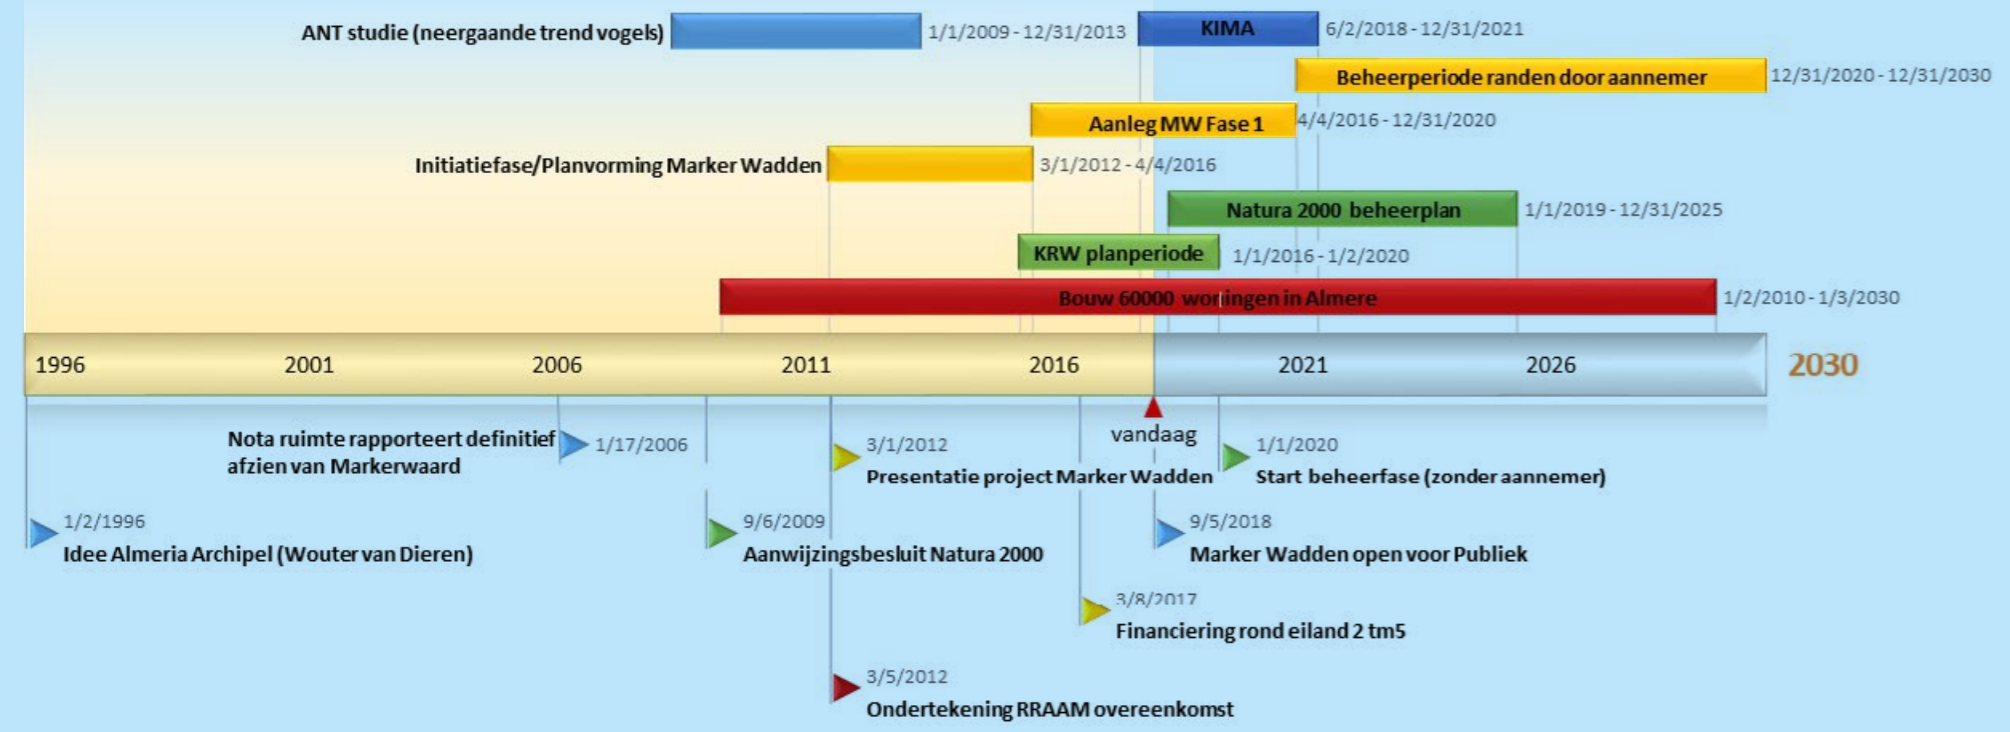 ANT studie (neergaande trend vogels) 1/1/2009 - 12/31/2013 KIMA 6/2/2018 - 12/31/2021
Beheerperiode randen door aannemer 12/31/2020 - 12/31/2030
Aanleg MW Fase 1 4/4/2016 - 12/31/2020
Initiatiefase/Planvorming Marker Wadden 3/1/2012 - 4/4/2016
Natura 2000 beheerplan 1/1/2019 - 12/31/2025
KRW planperiode 1/1/2016 - 1/2/2020
Bouw 60000 woningen in Almere 1/2/2010 - 1/3/2030
1996 2001 2006 2011 2016 2021 2026 2030
vandaag
Nota ruimte rapporteert definitief
afzien van Markerwaard
1/17/2006
3/1/2012
Presentatie project Marker Wadden
1/1/2020
Start beheerfase (zonder aannemer)
1/2/1996
Idee Almeria Archipel (Wouter van Dieren)
9/6/2009
Aanwijzingsbesluit Natura 2000
9/5/2018
Marker Wadden open voor Publiek
3/8/2017
Financiering rond eiland 2 tm5
3/5/2012
Ondertekening RRAAM overeenkomst